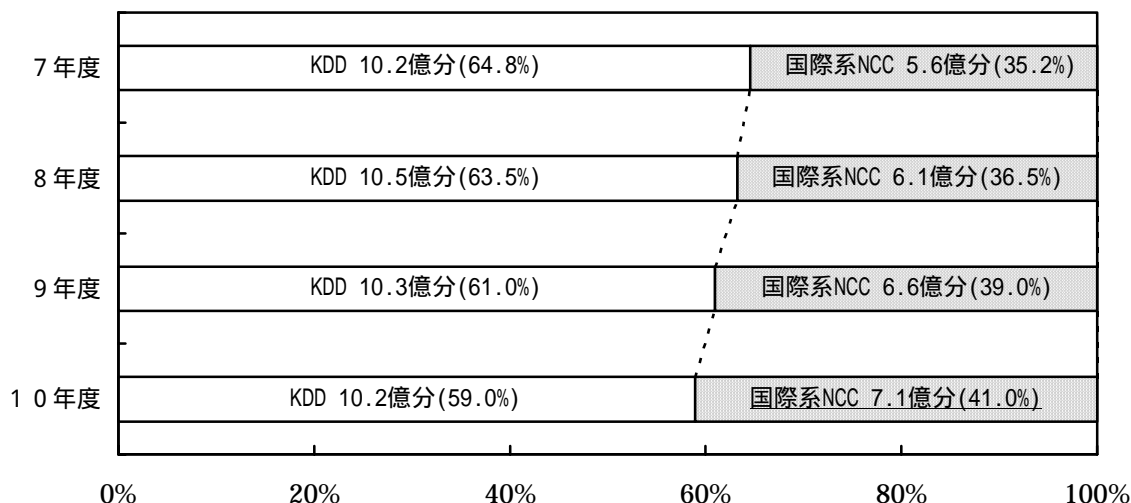 7年度 KDD 10.2億分(64.8%) 国際系NCC 5.6億分(35.2%)
8年度 KDD 10.5億分(63.5%) 国際系NCC 6.1億分(36.5%)
9年度 KDD 10.3億分(61.0%) 国際系NCC 6.6億分(39.0%)
10年度 KDD 10.2億分(59.0%) 国際系NCC 7.1億分(41.0%)
0% 20% 40% 60% 80% 100%